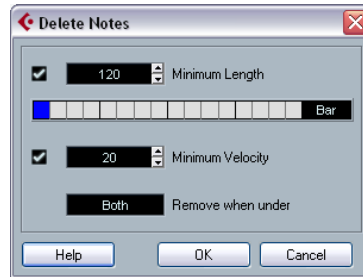 Delete Notes
120 Minimum Length
Bar
20 Minimum Velocity
Both Remove when under
Help OK Cancel